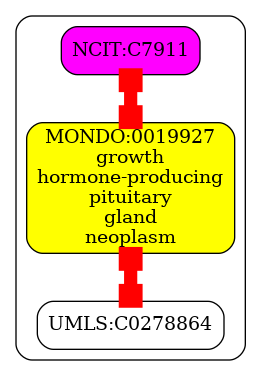 NCIT:C7911
MONDO:0019927
growth
hormone-producing
pituitary
gland
neoplasm
UMLS:C0278864